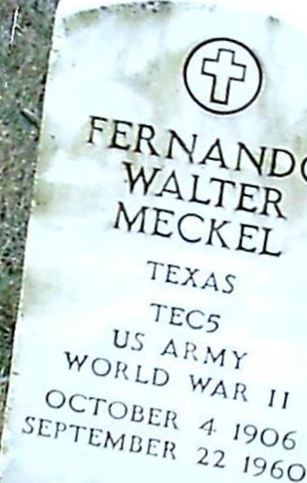 FERNANDO
WALTER
MECKEL
TEXAS
TEC5
US ARMY
WORLD WAR II
OCTOBER 4 1906
SEPTEMBER 22 1960